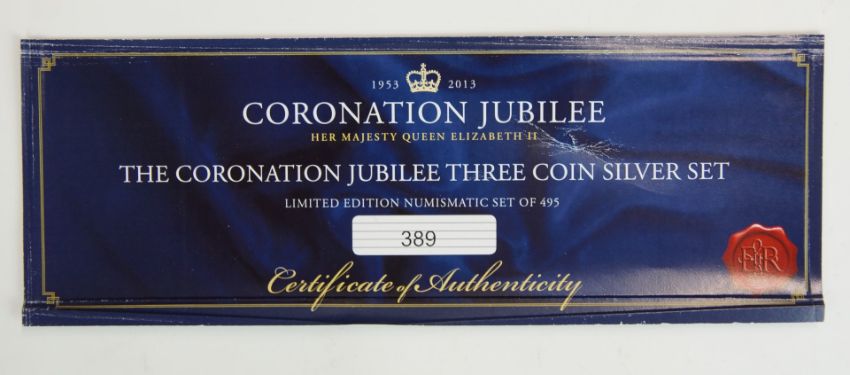 1953 2013
CORONATION JUBILEE
HER MAJESTY QUEEN ELIZABETH II
THE CORONATION JUBILEE THREE COIN SILVER SET
LIMITED EDITION NUMISMATIC SET OF 495
389
Certificate of Authenticity
E R